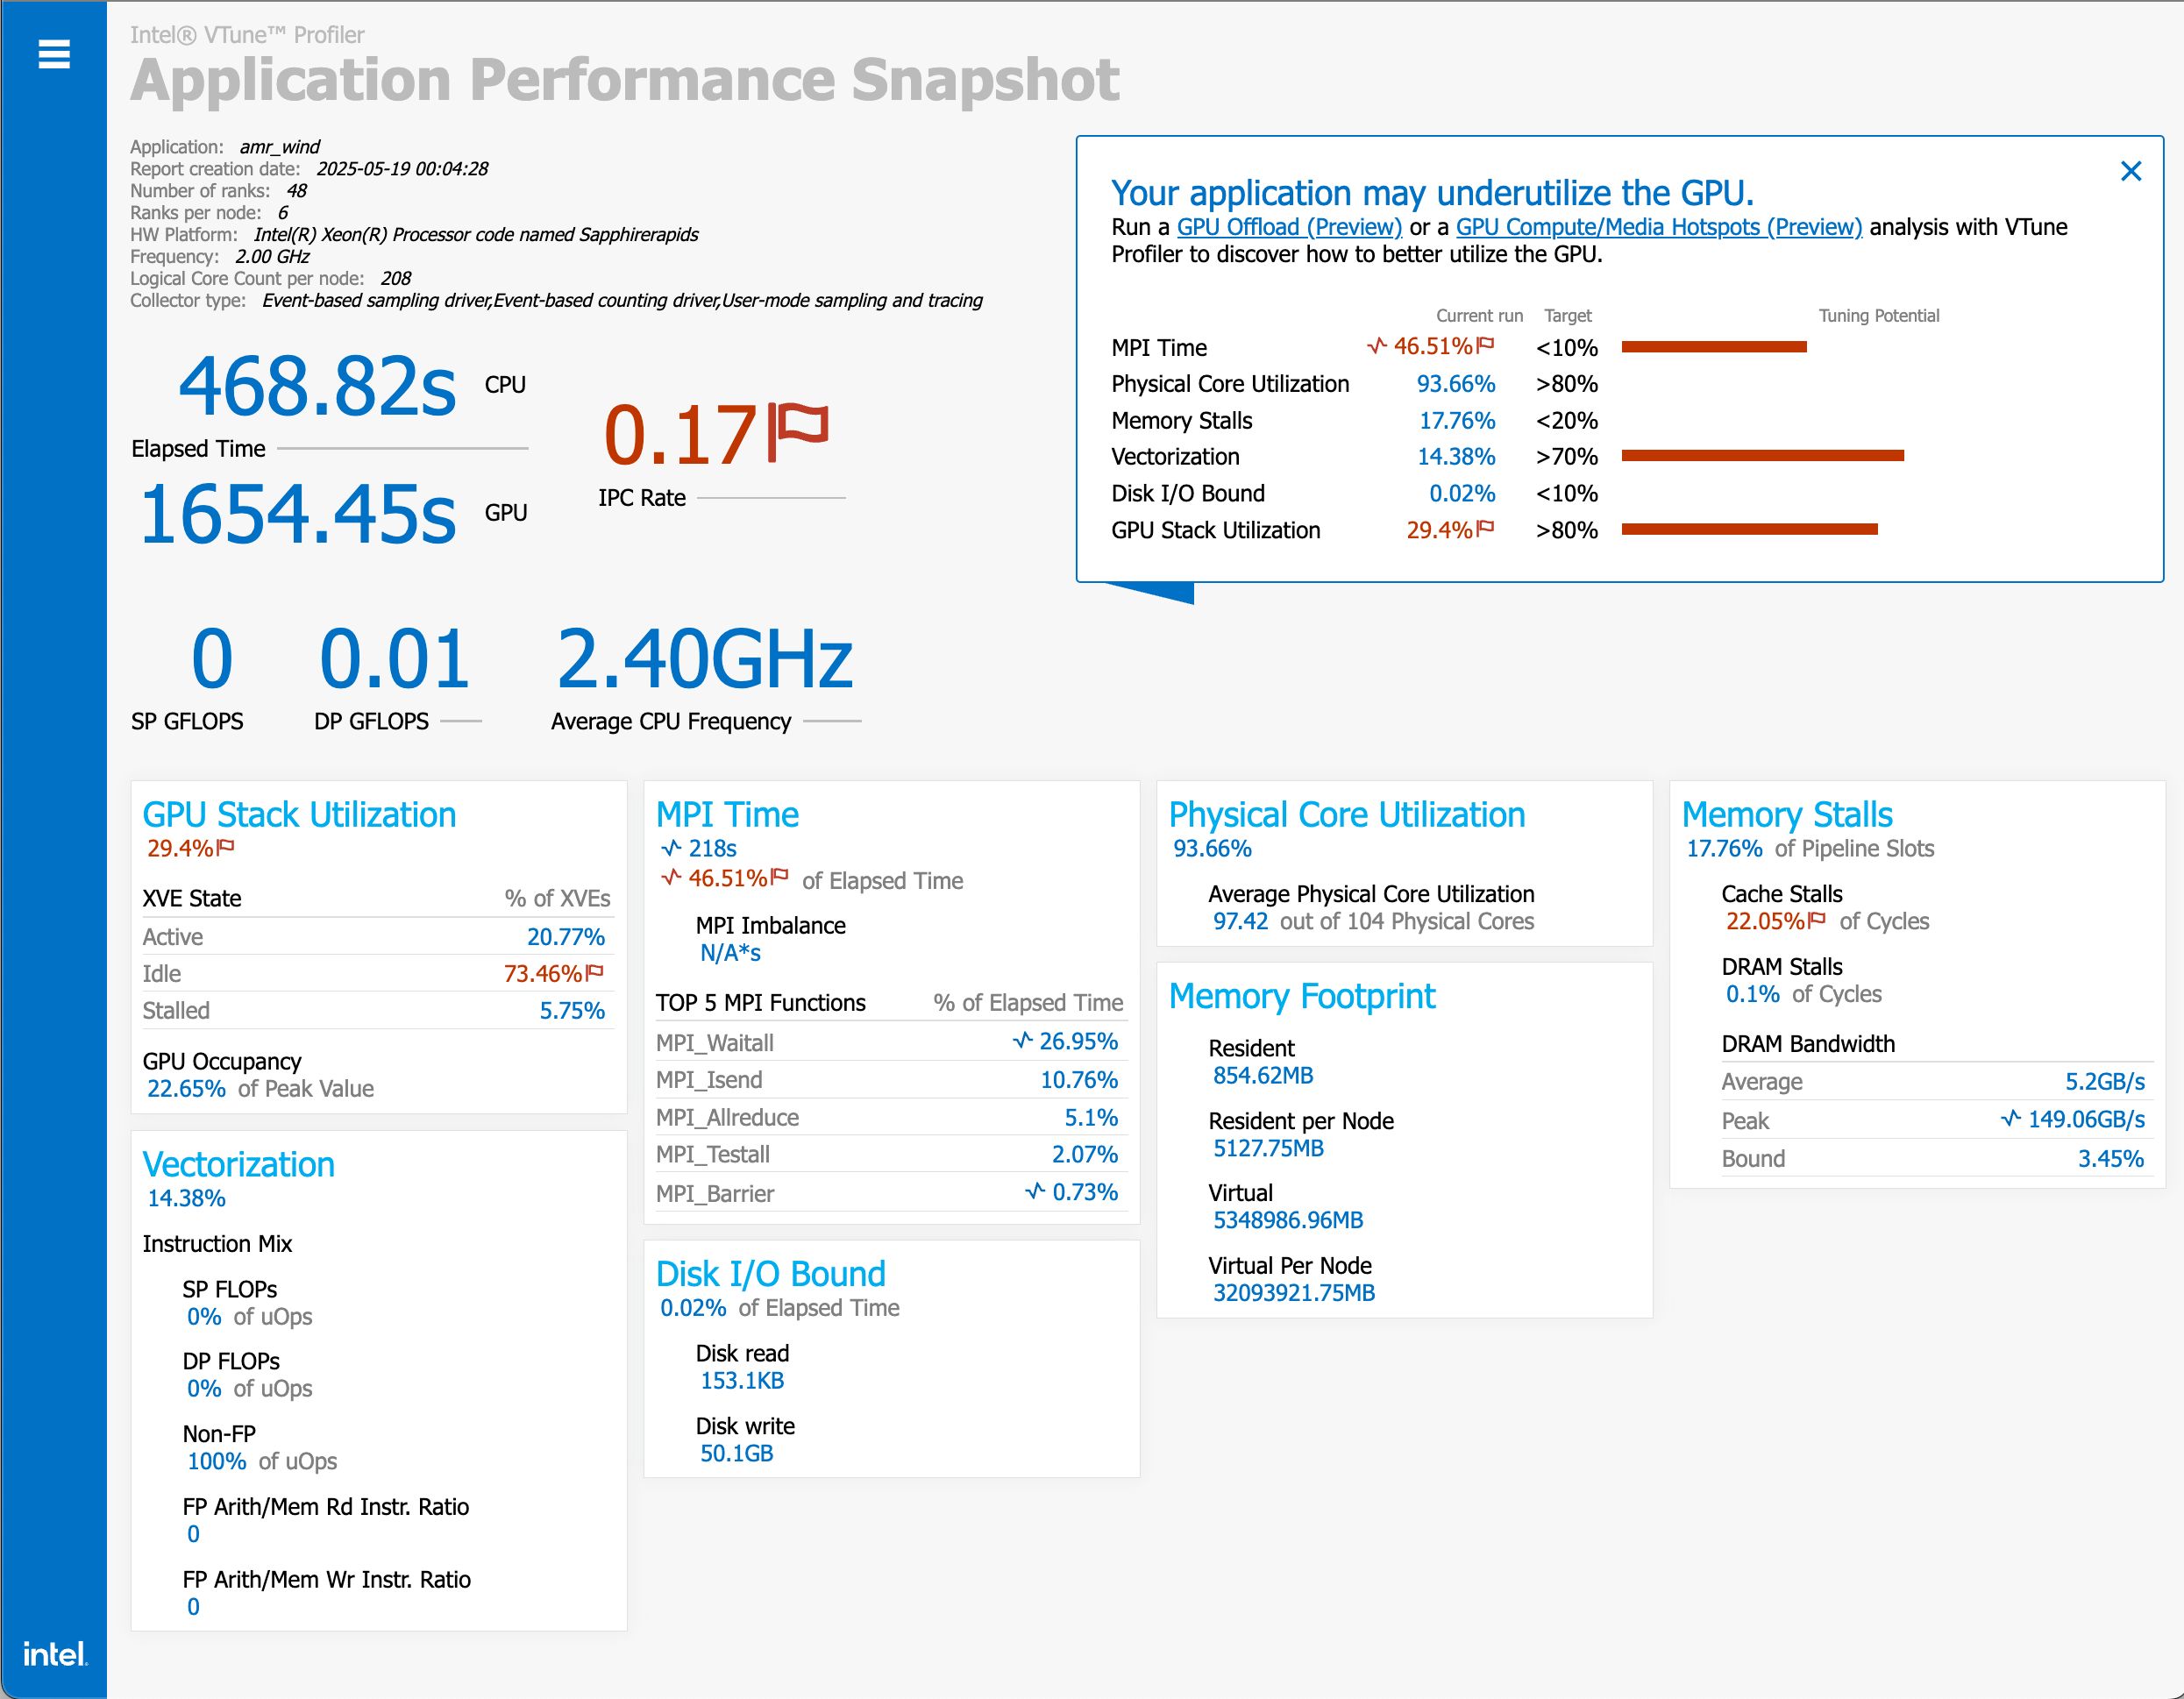 Intel® VTune™ Profiler
Application Performance Snapshot
Application: amr_wind
Report creation date: 2025-05-19 00:04:28
Number of ranks: 48
Ranks per node: 6
HW Platform: Intel(R) Xeon(R) Processor code named Sapphirerapids
Frequency: 2.00 GHz
Logical Core Count per node: 208
Collector type: Event-based sampling driver,Event-based counting driver,User-mode sampling and tracing
468.82s CPU
Elapsed Time
1654.45s GPU
0.17
IPC Rate
Your application may underutilize the GPU.
Run a GPU Offload (Preview) or a GPU Compute/Media Hotspots (Preview) analysis with VTune
Profiler to discover how to better utilize the GPU.
Current run Target Tuning Potential
MPI Time 46.51% <10%
Physical Core Utilization 93.66% >80%
Memory Stalls 17.76% <20%
Vectorization 14.38% >70%
Disk I/O Bound 0.02% <10%
GPU Stack Utilization 29.4% >80%
0 0.01 2.40GHz
SP GFLOPS DP GFLOPS Average CPU Frequency
GPU Stack Utilization
29.4%
XVE State % of XVEs
Active 20.77%
Idle 73.46%
Stalled 5.75%
GPU Occupancy
22.65% of Peak Value
Vectorization
14.38%
Instruction Mix
SP FLOPs
0% of uOps
DP FLOPs
0% of uOps
Non-FP
100% of uOps
FP Arith/Mem Rd Instr. Ratio
0
FP Arith/Mem Wr Instr. Ratio
0
MPI Time
218s
46.51% of Elapsed Time
MPI Imbalance
N/A*s
TOP 5 MPI Functions % of Elapsed Time
MPI_Waitall 26.95%
MPI_Isend 10.76%
MPI_Allreduce 5.1%
MPI_Testall 2.07%
MPI_Barrier 0.73%
Disk I/O Bound
0.02% of Elapsed Time
Disk read
153.1KB
Disk write
50.1GB
Physical Core Utilization
93.66%
Average Physical Core Utilization
97.42 out of 104 Physical Cores
Memory Footprint
Resident
854.62MB
Resident per Node
5127.75MB
Virtual
5348986.96MB
Virtual Per Node
32093921.75MB
Memory Stalls
17.76% of Pipeline Slots
Cache Stalls
22.05% of Cycles
DRAM Stalls
0.1% of Cycles
DRAM Bandwidth
Average 5.2GB/s
Peak 149.06GB/s
Bound 3.45%
intel.